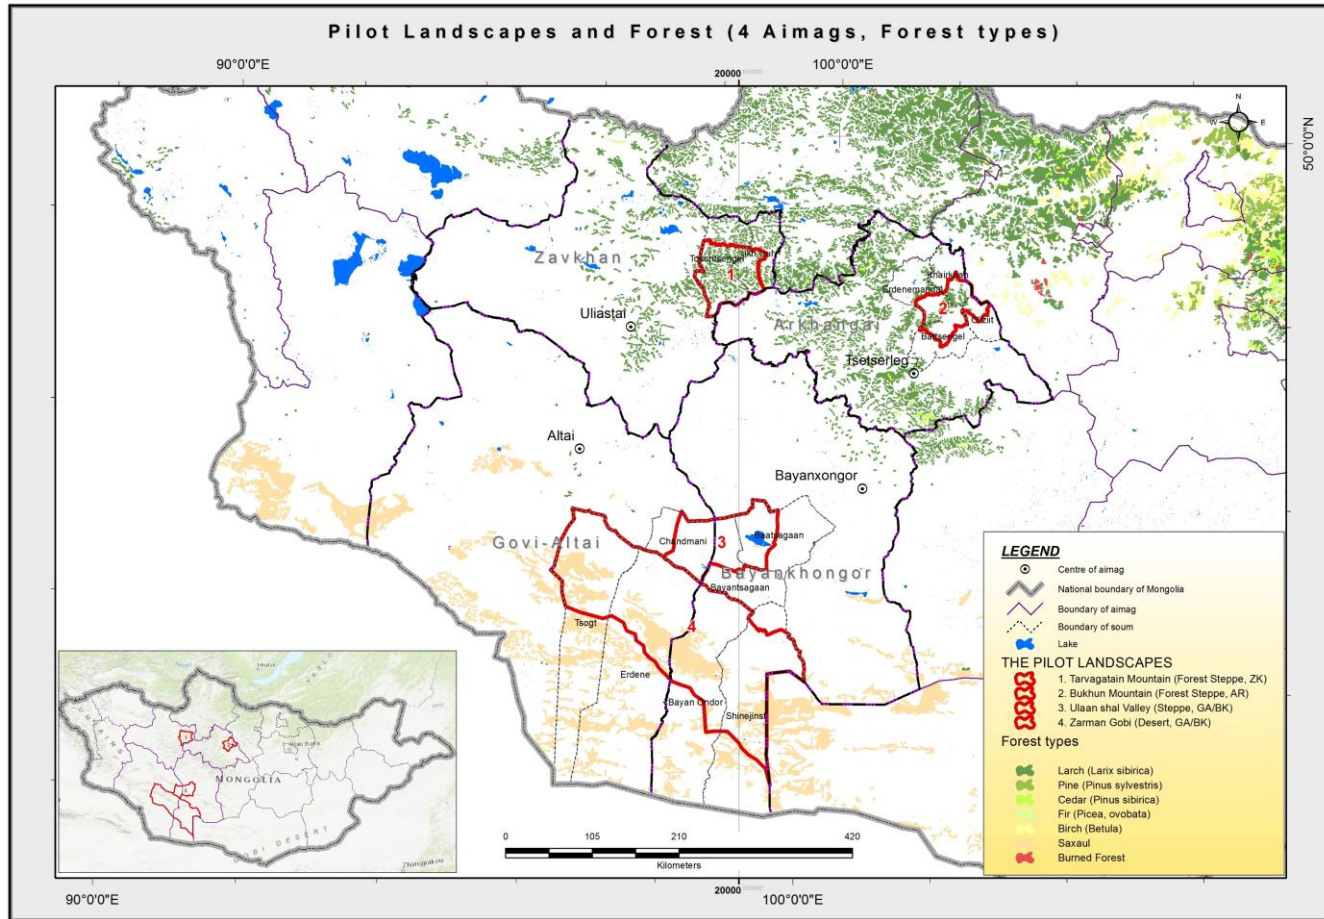 Pilot Landscapes and Forest (4 Aimags, Forest types)
90°0'0"E
20000
100°0'0"E
50°0'0"N
N
W
E
S
Zavkhan
Tosontsengel
1
Khairkhan
Erdenemandal
2
Ulziit
Battsengel
Arkhangai
Uliastai
Tsetserleg
Altai
Bayanxongor
Govi-Altai
Chandmani
3
Baatsagaan
Bayankhongor
Bayantsagaan
Tsogt
4
Erdene
Bayan Ondor
Shinejinst
LEGEND
Centre of aimag
National boundary of Mongolia
Boundary of aimag
Boundary of soum
Lake
THE PILOT LANDSCAPES
1. Tarvagatain Mountain (Forest Steppe, ZK)
2. Bukhun Mountain (Forest Steppe, AR)
3. Ulaan shal Valley (Steppe, GA/BK)
4. Zarman Gobi (Desert, GA/BK)
Forest types
Larch (Larix sibirica)
Pine (Pinus sylvestris)
Cedar (Pinus sibirica)
Fir (Picea, ovobata)
Birch (Betula)
Saxaul
Burned Forest
MONGOLIA
GOBI DESERT
0
105
210
420
Kilometers
90°0'0"E
20000
100°0'0"E